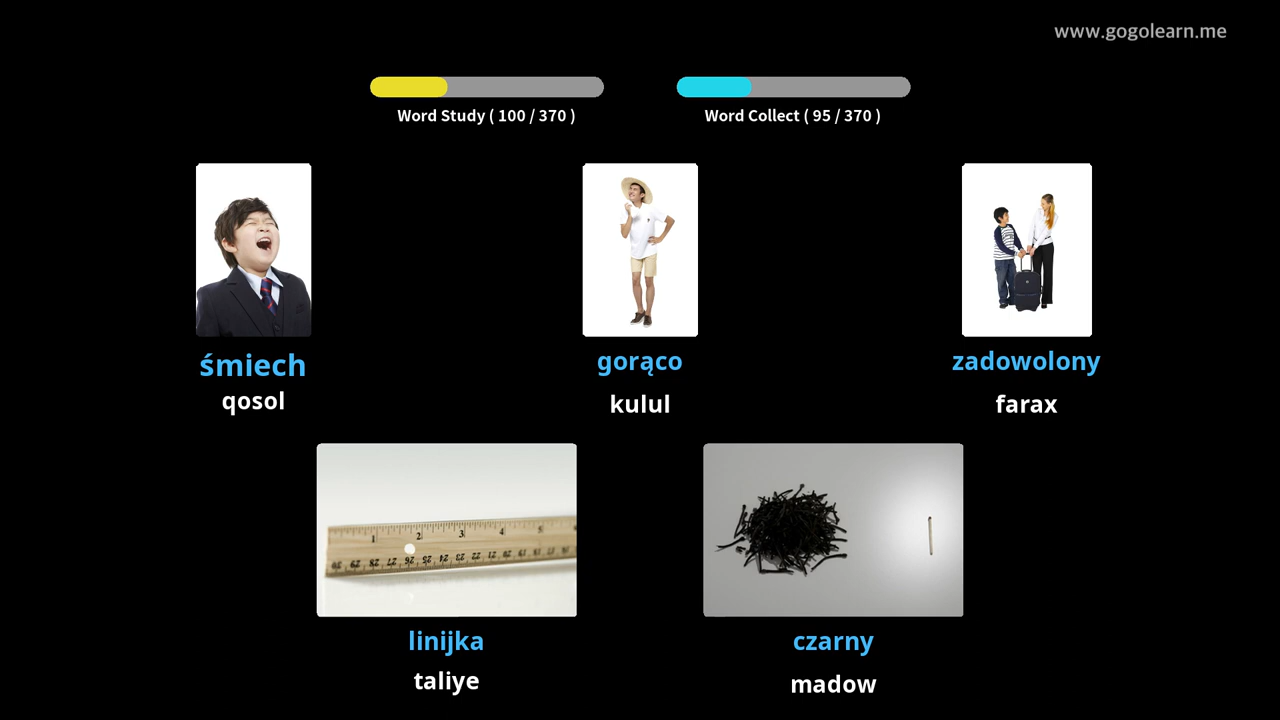 www.gogolearn.me
Word Study ( 100 / 370 )
Word Collect ( 95 / 370 )
śmiech
qosol
gorąco
kulul
zadowolony
farax
linijka
taliye
czarny
madow